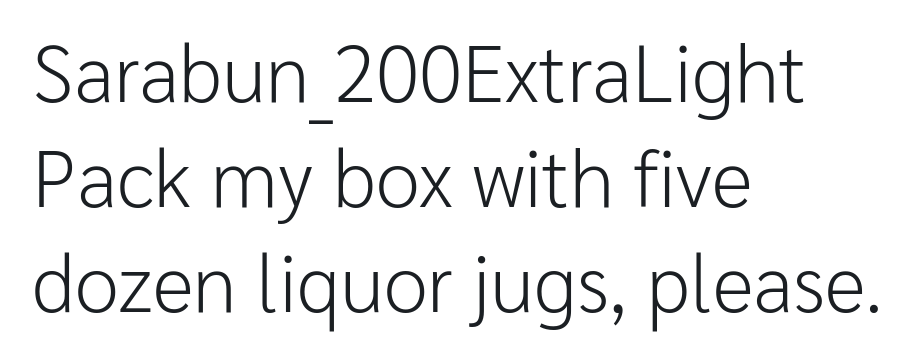 Sarabun_200ExtraLight
Pack my box with five
dozen liquor jugs, please.